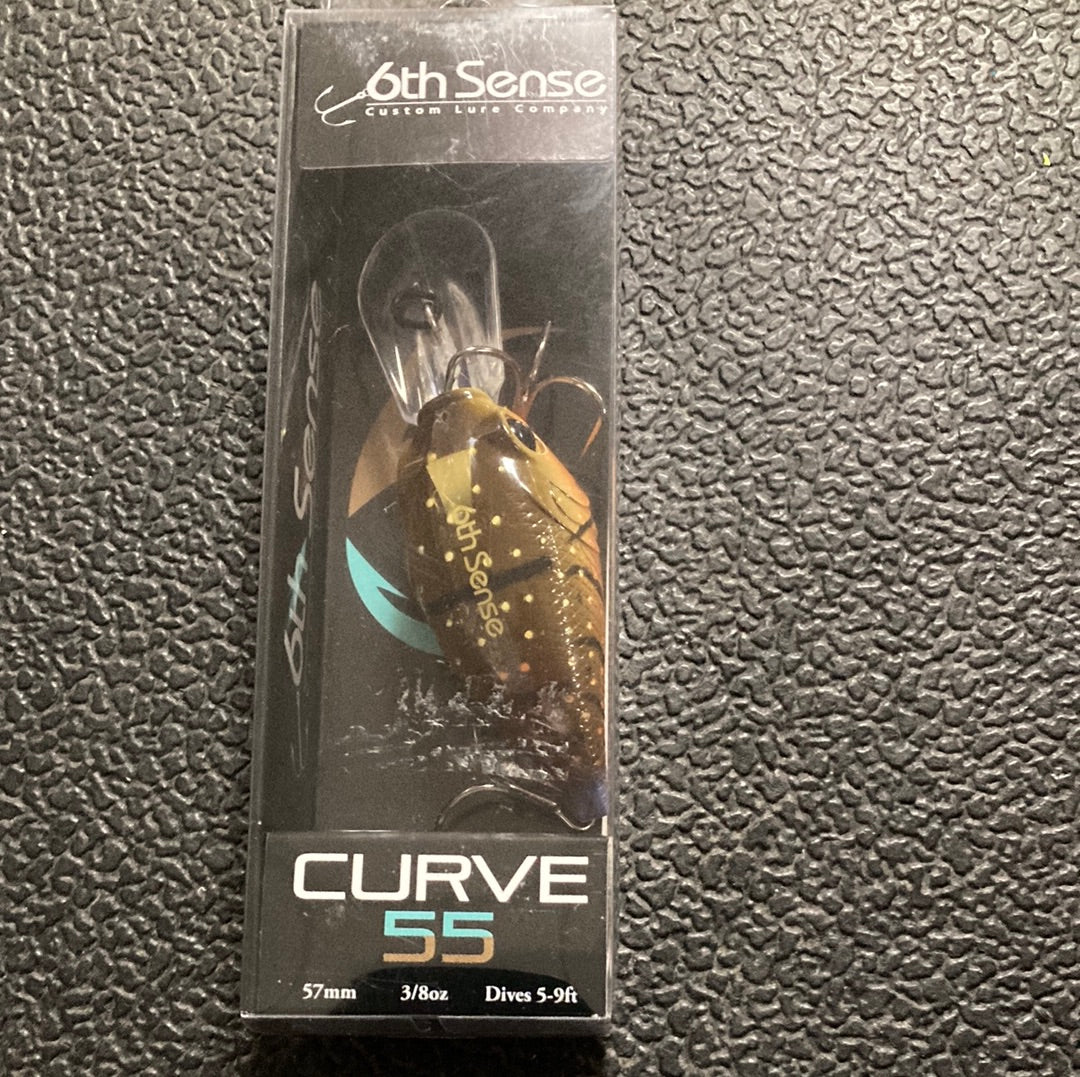 6th Sense
Custom Lure Company
6th Sense
6th Sense
CURVE
55
57mm 3/8oz Dives 5-9ft